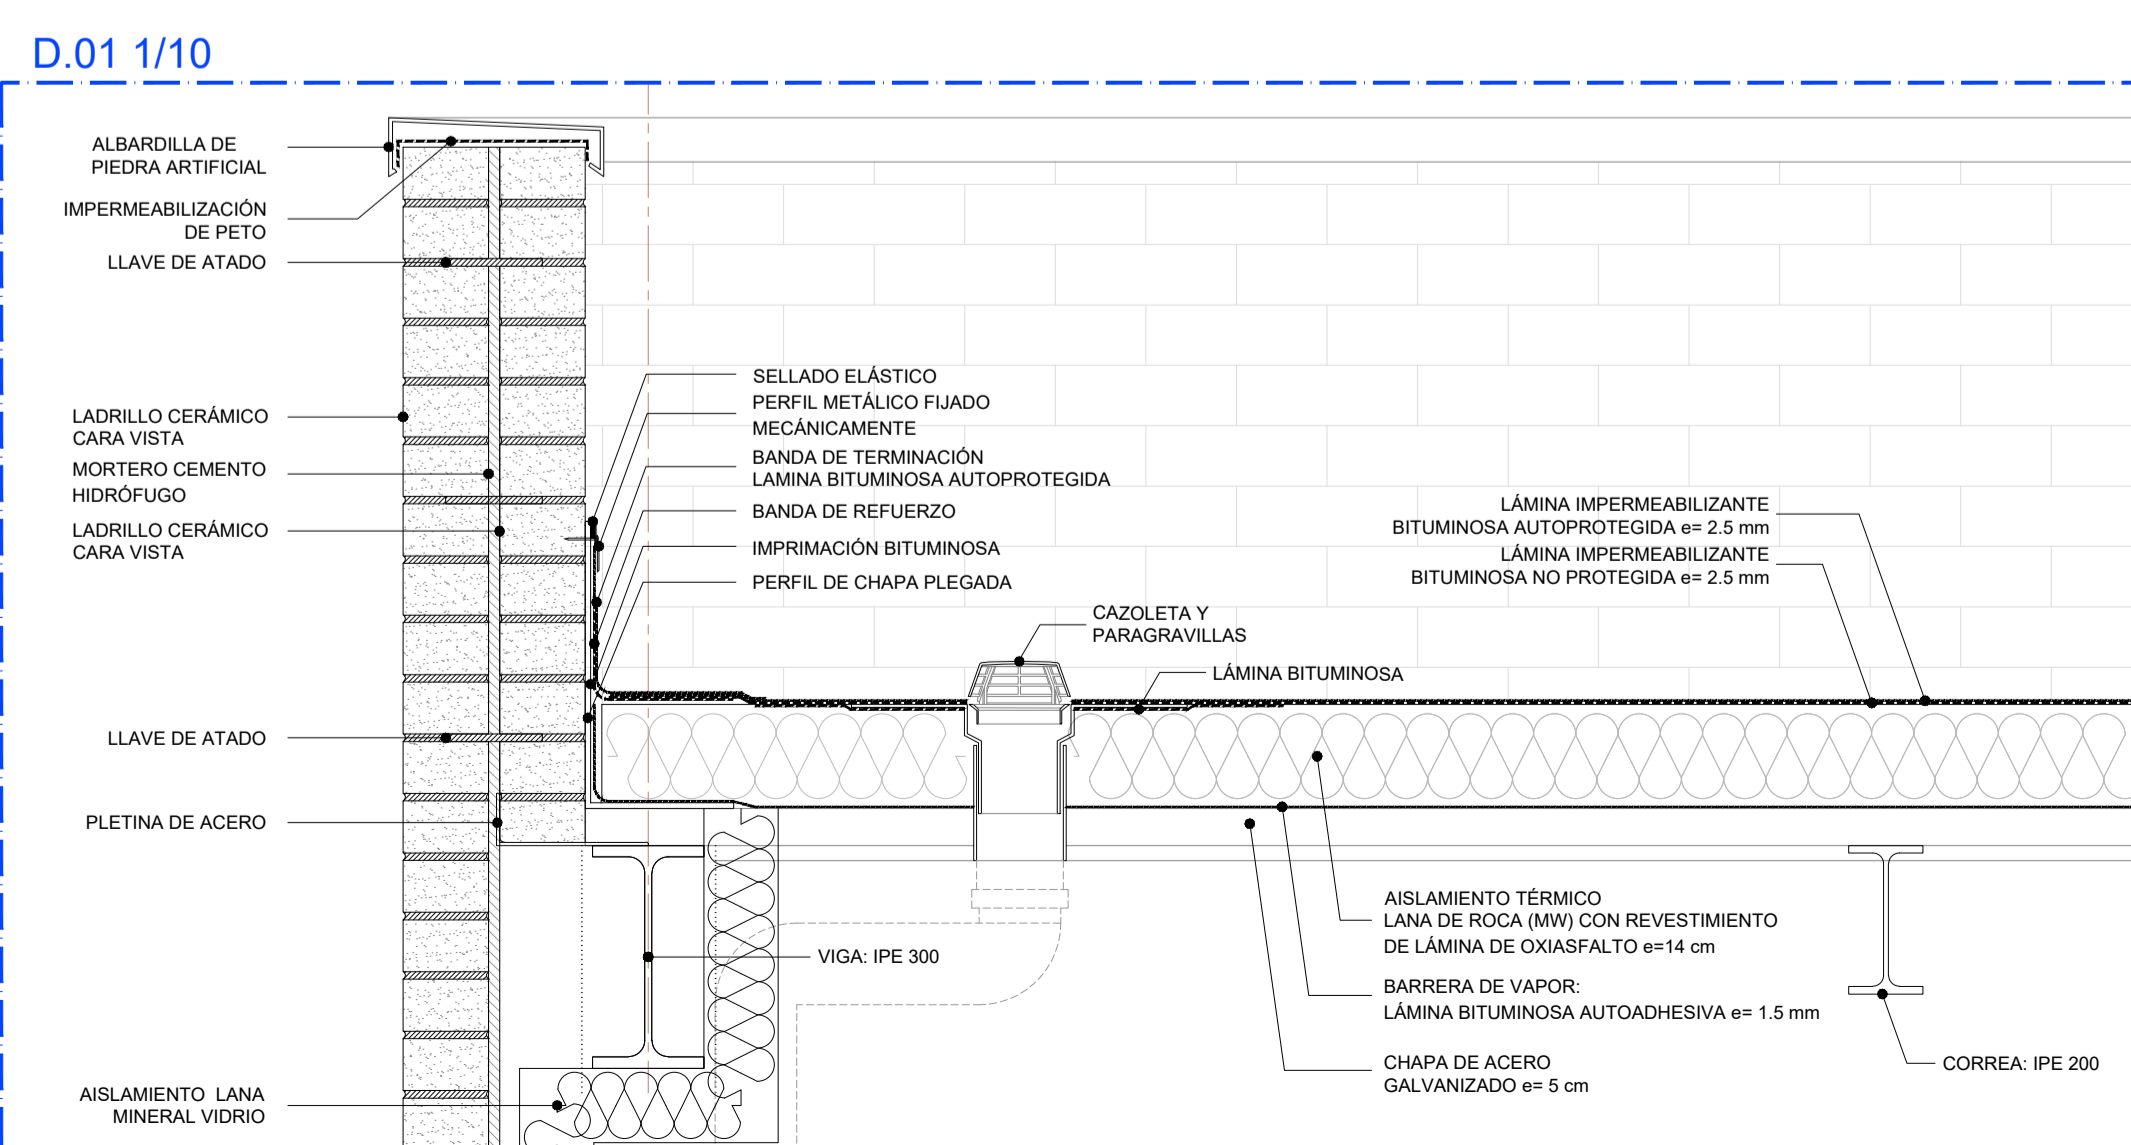 D.01 1/10
ALBARDILLA DE
PIEDRA ARTIFICIAL
IMPERMEABILIZACIÓN
DE PETO
LLAVE DE ATADO
LADRILLO CERÁMICO
CARA VISTA
MORTERO CEMENTO
HIDRÓFUGO
LADRILLO CERÁMICO
CARA VISTA
LLAVE DE ATADO
PLETINA DE ACERO
AISLAMIENTO LANA
MINERAL VIDRIO
SELLADO ELÁSTICO
PERFIL METÁLICO FIJADO
MECÁNICAMENTE
BANDA DE TERMINACIÓN
LAMINA BITUMINOSA AUTOPROTEGIDA
BANDA DE REFUERZO
IMPRIMACIÓN BITUMINOSA
PERFIL DE CHAPA PLEGADA
CAZOLETA Y
PARAGRAVILLAS
LÁMINA BITUMINOSA
LÁMINA IMPERMEABILIZANTE
BITUMINOSA AUTOPROTEGIDA e= 2.5 mm
LÁMINA IMPERMEABILIZANTE
BITUMINOSA NO PROTEGIDA e= 2.5 mm
VIGA: IPE 300
AISLAMIENTO TÉRMICO
LANA DE ROCA (MW) CON REVESTIMIENTO
DE LÁMINA DE OXIASFALTO e=14 cm
BARRERA DE VAPOR:
LÁMINA BITUMINOSA AUTOADHESIVA e= 1.5 mm
CHAPA DE ACERO
GALVANIZADO e= 5 cm
CORREA: IPE 200